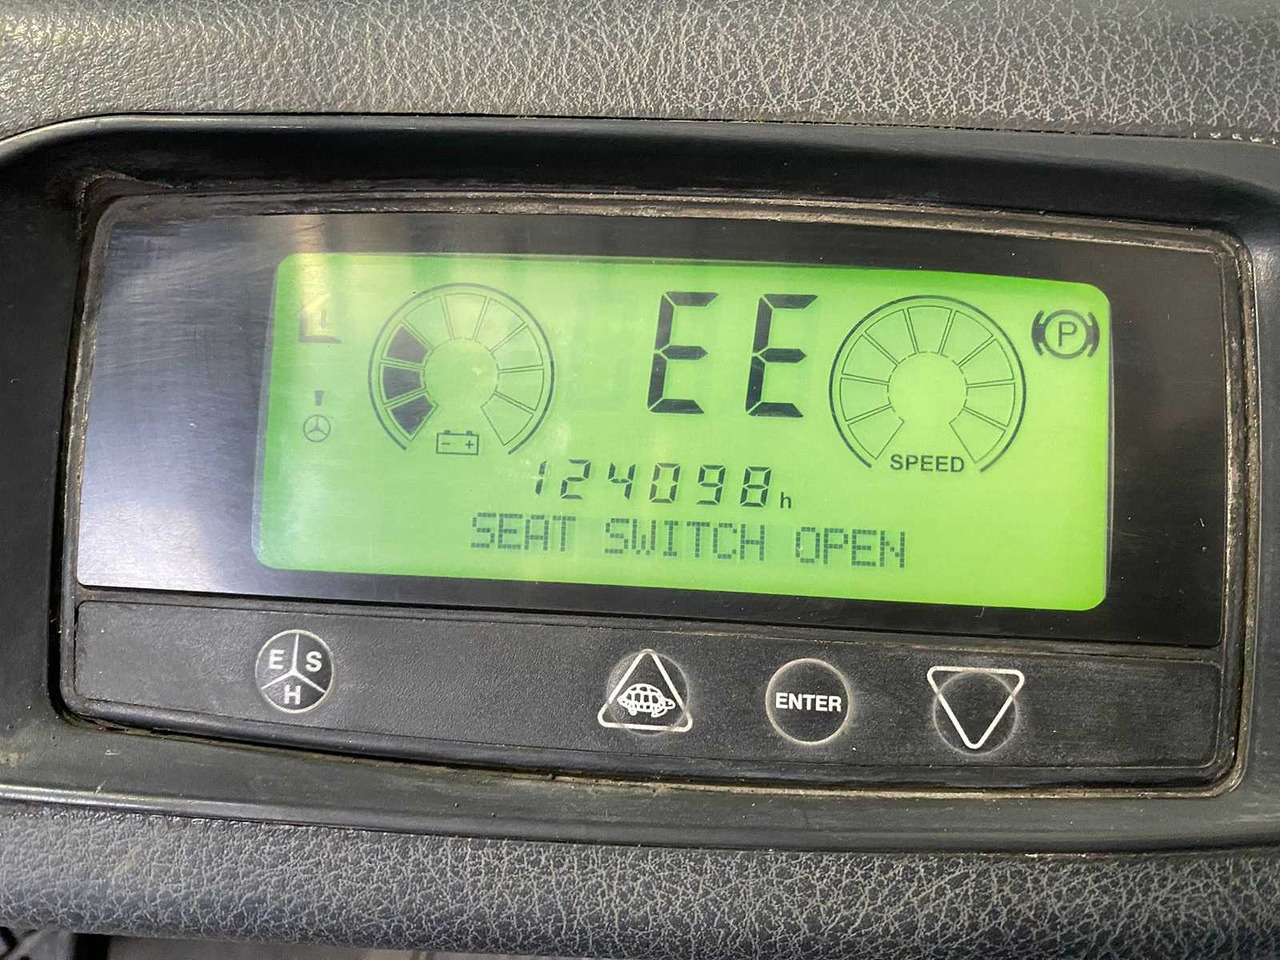 EE
P
SPEED
124098h
SEAT SWITCH OPEN
E S
H
ENTER